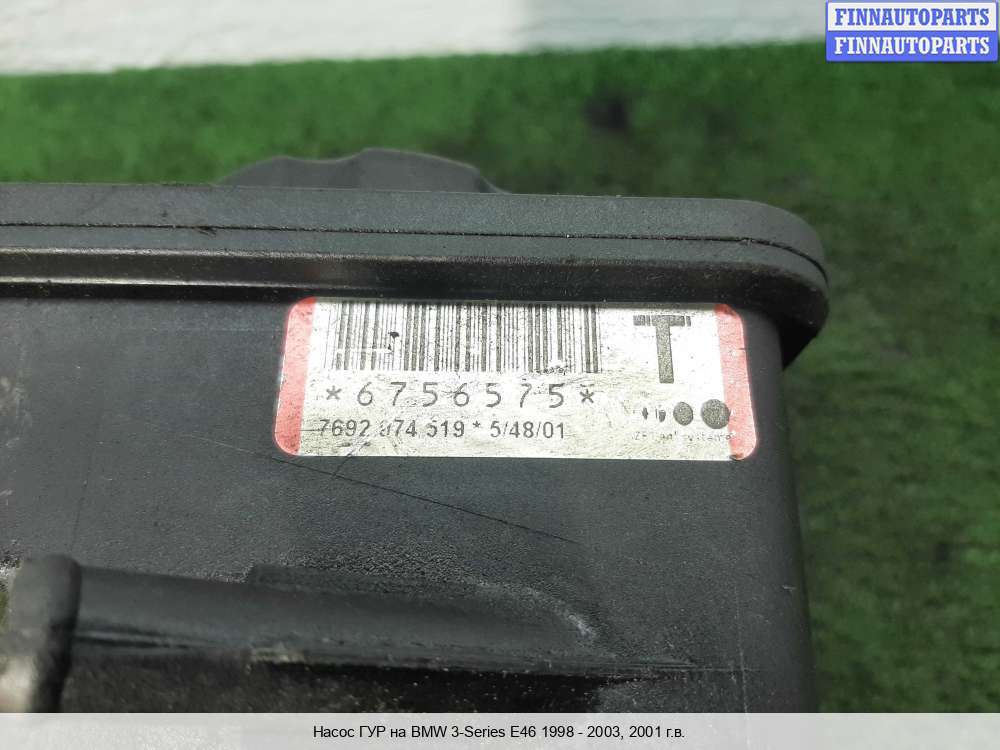 FINNAUTOPARTS
FINNAUTOPARTS
T
*6756575*
7692 974 519 * 5/48/01
Насос ГУР на BMW 3-Series E46 1998 - 2003, 2001 г.в.